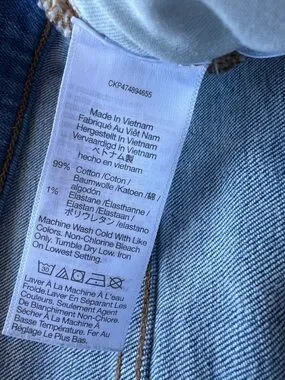 CKP474894655
Made In Vietnam
Fabriqué Au Viêt Nam
Hergestellt In Vietnam
Vervaardigd in Vietnam
ベトナム製
hecho en vietnam
99% Cotton /Coton /
Baumwolle /Katoen /綿 /
algodón
1% Elastane /Élasthanne /
Elastan /Elastaan /
ポリウレタン /elastano
Machine Wash Cold With Like
Colors. Non-Chlorine Bleach
Only. Tumble Dry Low. Iron
On Lowest Setting.
Laver À La Machine À L'eau
Froide.Laver En Séparant Les
Couleurs. Seulement Agent
De Blanchiment Non-Chlore.
Séchage À La Machine À
Basse Température. Fer Au
Réglage Le Plus Bas.